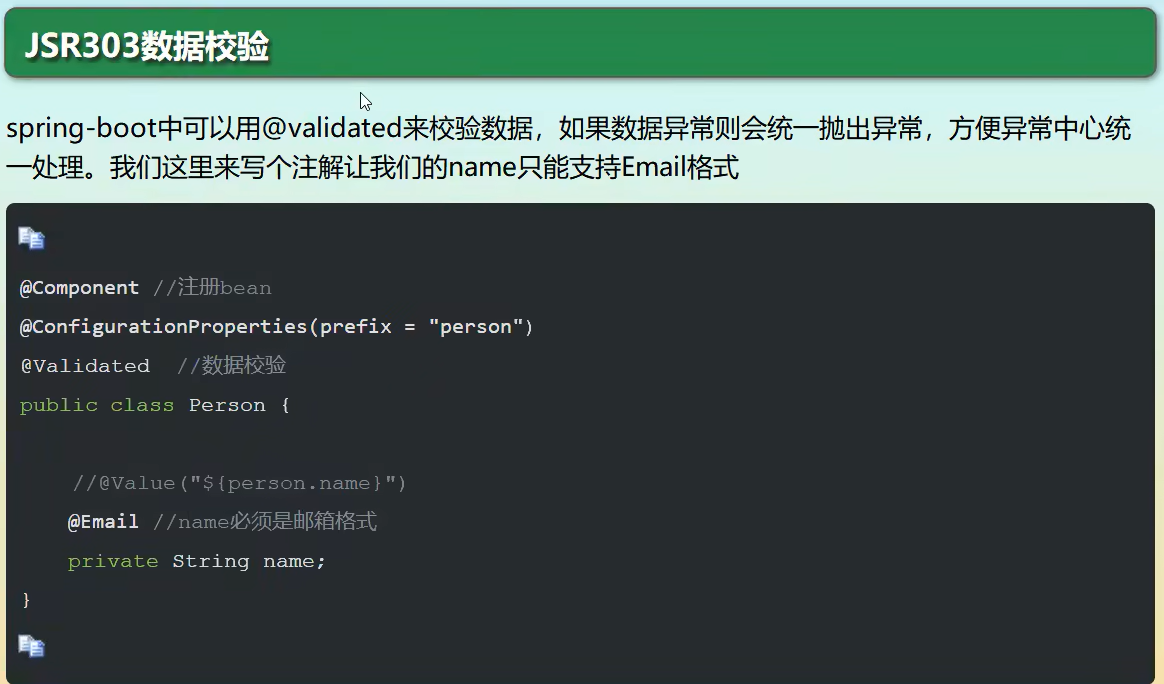 JSR303数据校验
spring-boot中可以用@validated来校验数据，如果数据异常则会统一抛出异常，方便异常中心统
一处理。我们这里来写个注解让我们的name只能支持Email格式
@Component //注册bean
@ConfigurationProperties(prefix = "person")
@Validated  //数据校验
public class Person {
    //@Value("${person.name}")
    @Email //name必须是邮箱格式
    private String name;
}